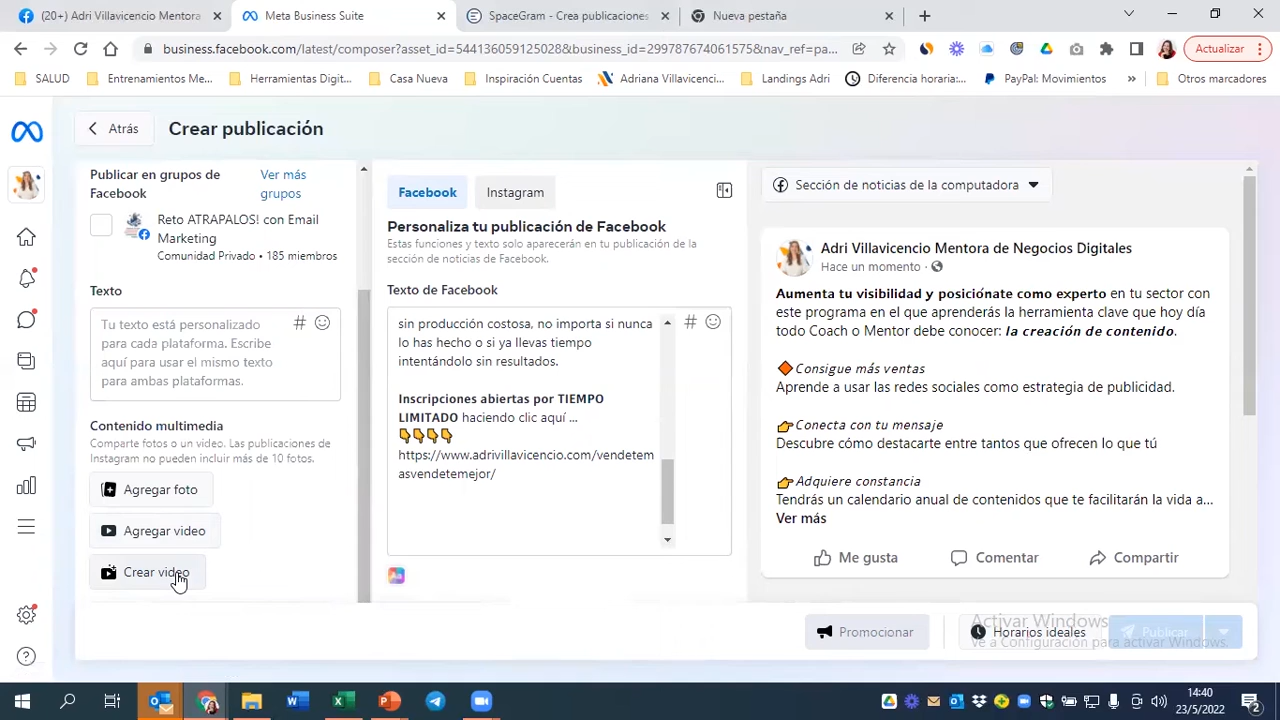 (20+) Adri Villavicencio Mentora
Meta Business Suite
SpaceGram - Crea publicaciones
Nueva pestaña
business.facebook.com/latest/composer?asset_id=544136059125028&business_id=299787674061575&nav_ref=pa...
Actualizar
SALUD
Entrenamientos Me...
Herramientas Digit...
Casa Nueva
Inspiración Cuentas
Adriana Villavicenci...
Landings Adri
Diferencia horaria:...
PayPal: Movimientos
»
Otros marcadores
Atrás
Crear publicación
Publicar en grupos de
Facebook
Ver más
grupos
Reto ATRAPALOS! con Email
Marketing
Comunidad Privado • 185 miembros
Texto
Tu texto está personalizado
para cada plataforma. Escribe
aquí para usar el mismo texto
para ambas plataformas.
Contenido multimedia
Comparte fotos o un video. Las publicaciones de
Instagram no pueden incluir más de 10 fotos.
Agregar foto
Agregar video
Crear video
Facebook
Instagram
Personaliza tu publicación de Facebook
Estas funciones y texto solo aparecerán en tu publicación de la
sección de noticias de Facebook.
Texto de Facebook
sin producción costosa, no importa si nunca
lo has hecho o si ya llevas tiempo
intentándolo sin resultados.
Inscripciones abiertas por TIEMPO
LIMITADO haciendo clic aquí ...
👇👇👇👇
https://www.adrivillavicencio.com/vendetem
asvendetemejor/
Sección de noticias de la computadora
Adri Villavicencio Mentora de Negocios Digitales
Hace un momento •
Aumenta tu visibilidad y posiciónate como experto en tu sector con
este programa en el que aprenderás la herramienta clave que hoy día
todo Coach o Mentor debe conocer: la creación de contenido.
🔶Consigue más ventas
Aprende a usar las redes sociales como estrategia de publicidad.
👉Conecta con tu mensaje
Descubre cómo destacarte entre tantos que ofrecen lo que tú
👉Adquiere constancia
Tendrás un calendario anual de contenidos que te facilitarán la vida a...
Ver más
Me gusta
Comentar
Compartir
Promocionar
Horarios ideales
Publicar
Activar Windows
Ve a Configuración para activar Windows.
14:40
23/5/2022
2